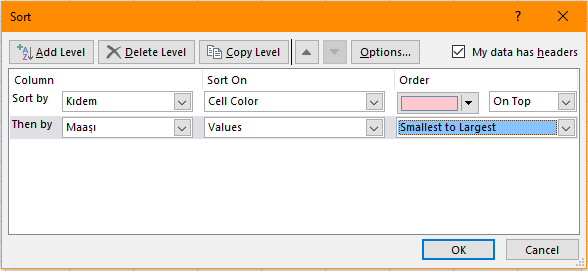 Sort
Add Level Delete Level Copy Level Options... My data has headers
Column Sort On Order
Sort by Kıdem Cell Color On Top
Then by Maaşı Values Smallest to Largest
OK Cancel